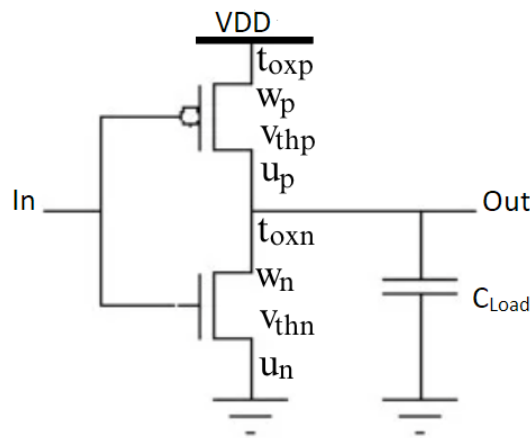 VDD
toxp
wp
vthp
up
In
Out
toxn
wn
vthn
un
CLoad